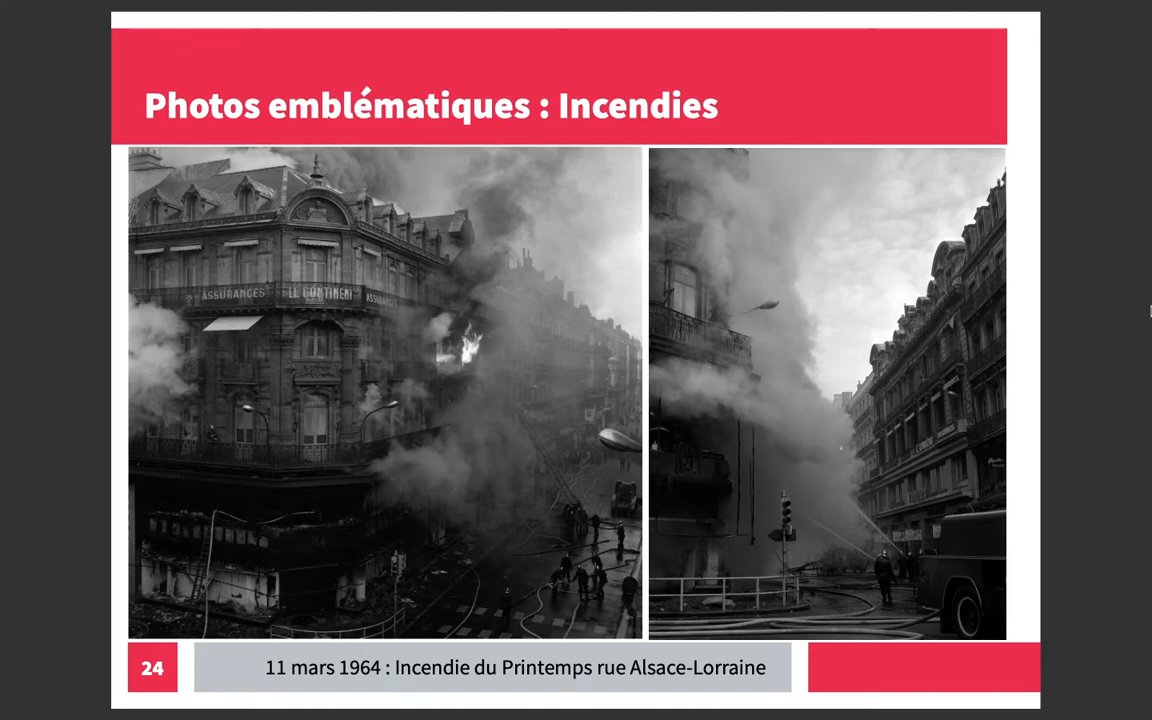 Photos emblématiques : Incendies
ASSURANCES LE CONTINENT ASSURANCES
24
11 mars 1964 : Incendie du Printemps rue Alsace-Lorraine